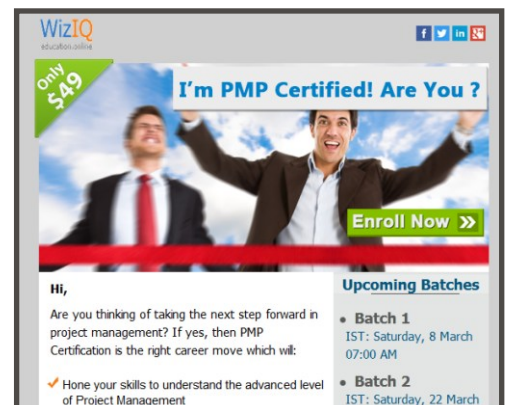 WizIQ
education.online
Only
$49
I'm PMP Certified! Are You ?
Enroll Now
Hi,
Are you thinking of taking the next step forward in
project management? If yes, then PMP
Certification is the right career move which will:
Hone your skills to understand the advanced level
of Project Management
Upcoming Batches
Batch 1
IST: Saturday, 8 March
07:00 AM
Batch 2
IST: Saturday, 22 March